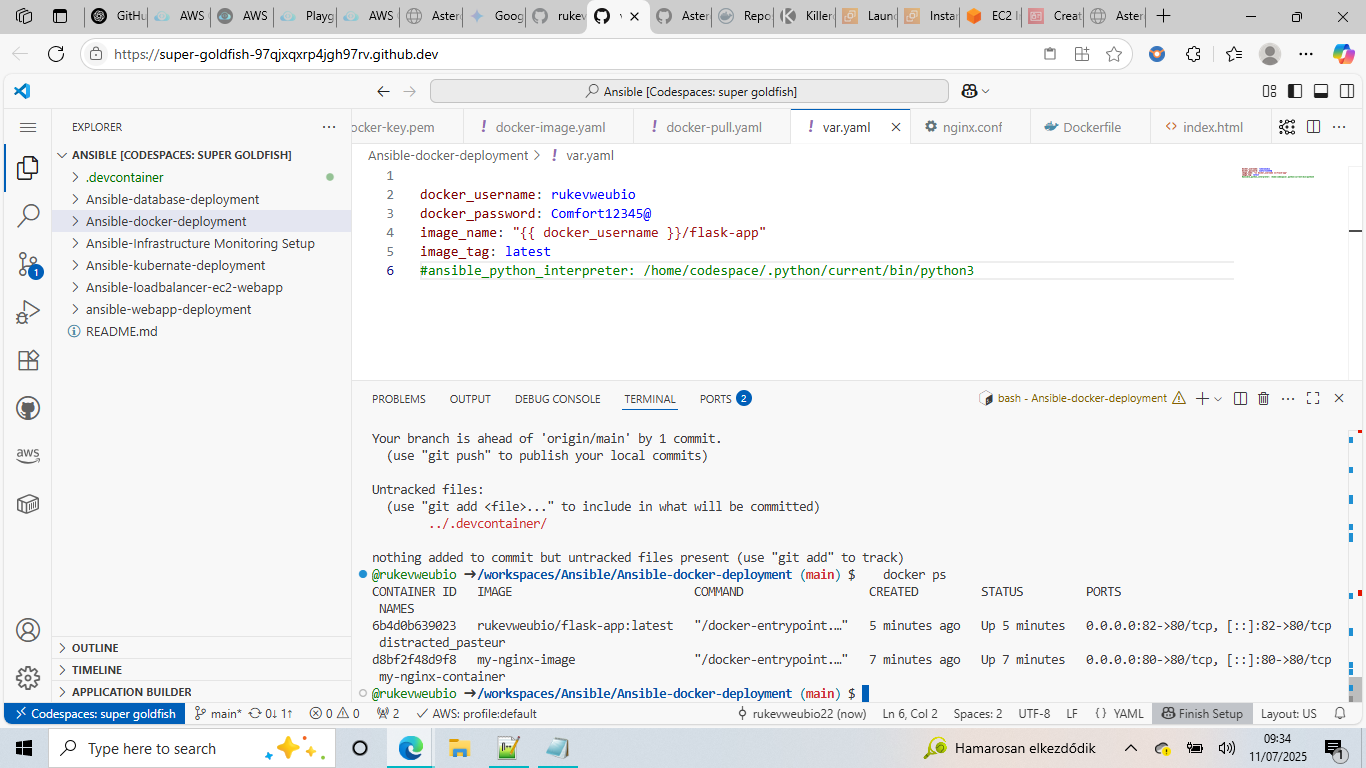 GitHu
AWS
AWS
Playg
AWS
Aster
Goog
rukev
Aster
Repo
Killer
Laun
Instan
EC2 I
Creat
Aster
https://super-goldfish-97qjxqxrp4jgh97rv.github.dev
Ansible [Codespaces: super goldfish]
EXPLORER
ANSIBLE [CODESPACES: SUPER GOLDFISH]
.devcontainer
Ansible-database-deployment
Ansible-docker-deployment
Ansible-Infrastructure Monitoring Setup
Ansible-kubernate-deployment
Ansible-loadbalancer-ec2-webapp
ansible-webapp-deployment
README.md
OUTLINE
TIMELINE
APPLICATION BUILDER
1
aws
ocker-key.pem
docker-image.yaml
docker-pull.yaml
var.yaml
nginx.conf
Dockerfile
index.html
Ansible-docker-deployment > ! var.yaml
1
2 docker_username: rukevweubio
3 docker_password: Comfort12345@
4 image_name: "{{ docker_username }}/flask-app"
5 image_tag: latest
6 #ansible_python_interpreter: /home/codespace/.python/current/bin/python3
PROBLEMS OUTPUT DEBUG CONSOLE TERMINAL PORTS 2
bash - Ansible-docker-deployment
Your branch is ahead of 'origin/main' by 1 commit.
(use "git push" to publish your local commits)
Untracked files:
(use "git add <file>..." to include in what will be committed)
../.devcontainer/
nothing added to commit but untracked files present (use "git add" to track)
@rukevweubio ➜/workspaces/Ansible/Ansible-docker-deployment (main) $ docker ps
CONTAINER ID IMAGE COMMAND CREATED STATUS PORTS
NAMES
6b4d0b639023 rukevweubio/flask-app:latest "/docker-entrypoint.…" 5 minutes ago Up 5 minutes 0.0.0.0:82->80/tcp, [::]:82->80/tcp
distracted_pasteur
d8bf2f48d9f8 my-nginx-image "/docker-entrypoint.…" 7 minutes ago Up 7 minutes 0.0.0.0:80->80/tcp, [::]:80->80/tcp
my-nginx-container
@rukevweubio ➜/workspaces/Ansible/Ansible-docker-deployment (main) $
Codespaces: super goldfish main* 0↓ 1↑ 0 0 2 AWS: profile:default rukevweubio22 (now) Ln 6, Col 2 Spaces: 2 UTF-8 LF {} YAML Finish Setup Layout: US
Type here to search
Hamarosan elkezdődik
09:34
11/07/2025
1